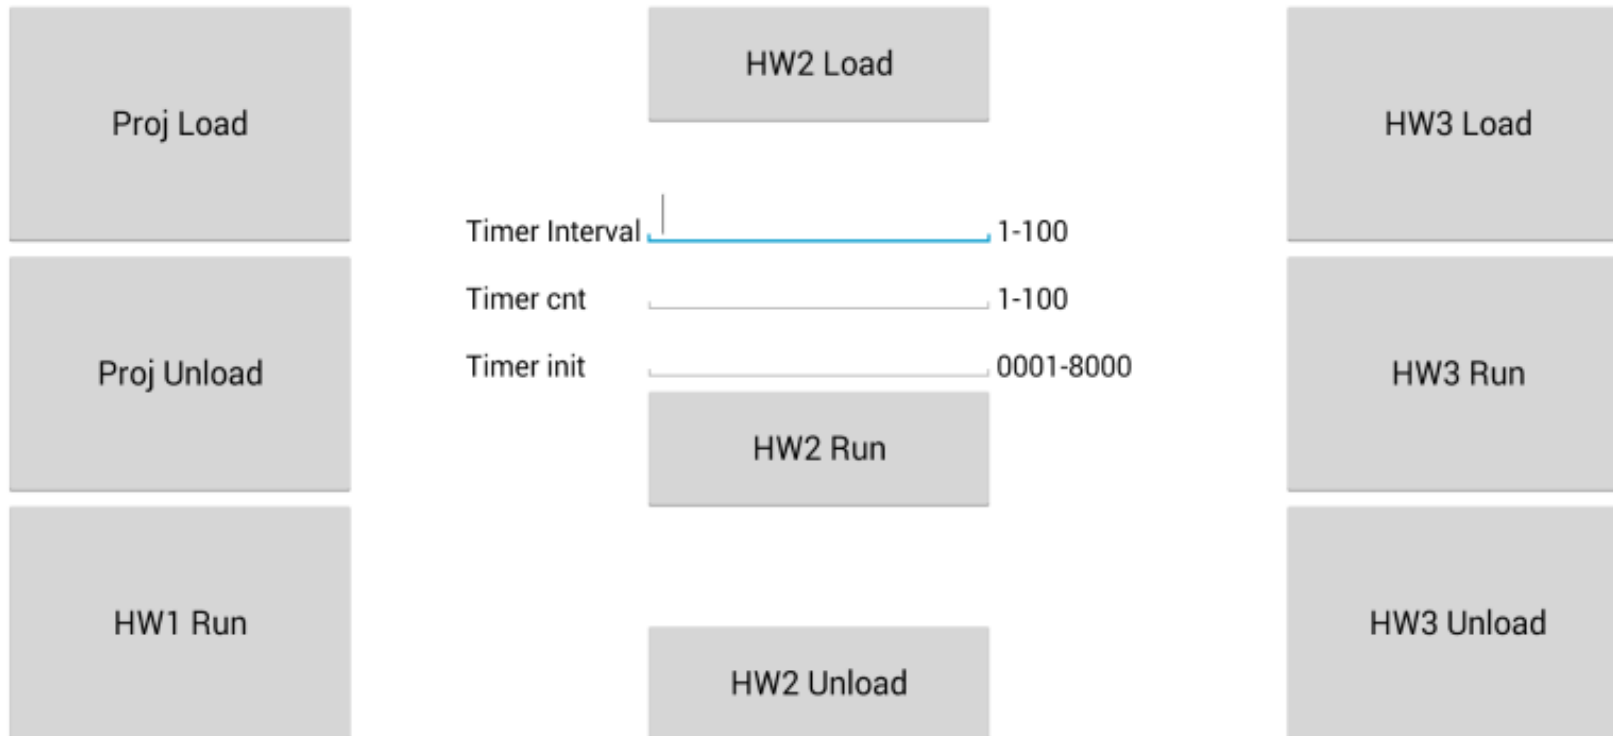 Proj Load
HW2 Load
HW3 Load
Timer Interval 1-100
Timer cnt 1-100
Timer init 0001-8000
Proj Unload
HW2 Run
HW3 Run
HW1 Run
HW2 Unload
HW3 Unload